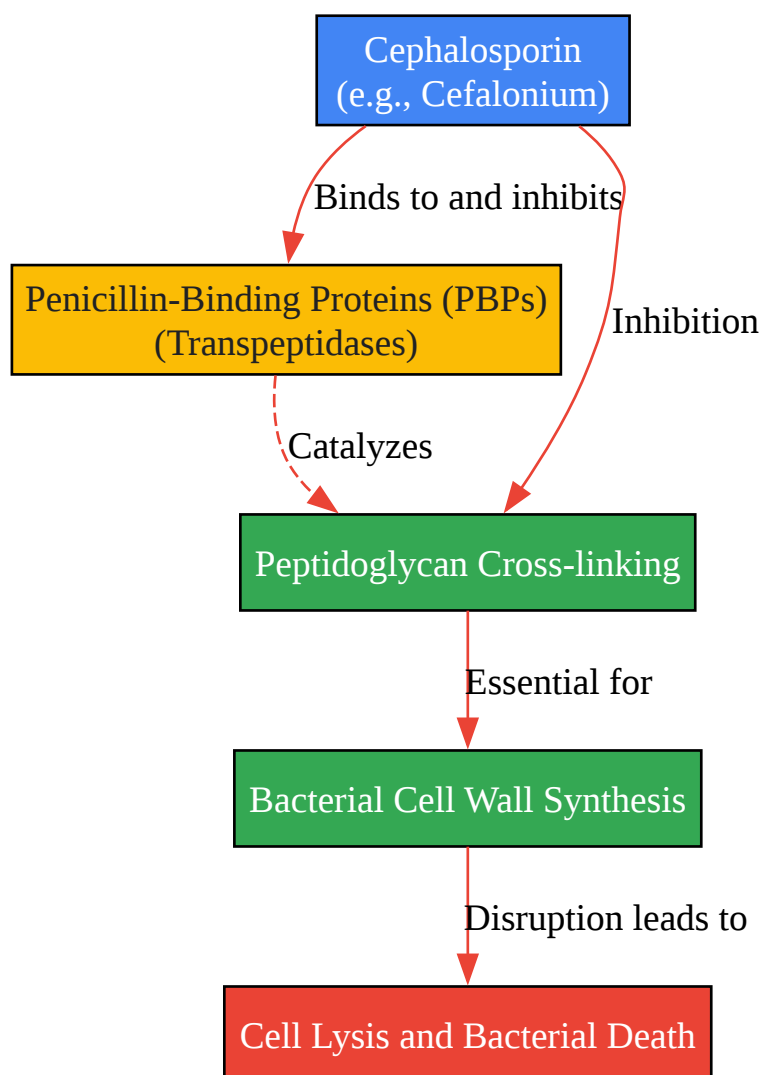 Cephalosporin
(e.g., Cefalonium)
Binds to and inhibits
Penicillin-Binding Proteins (PBPs)
(Transpeptidases)
Inhibition
Catalyzes
Peptidoglycan Cross-linking
Essential for
Bacterial Cell Wall Synthesis
Disruption leads to
Cell Lysis and Bacterial Death